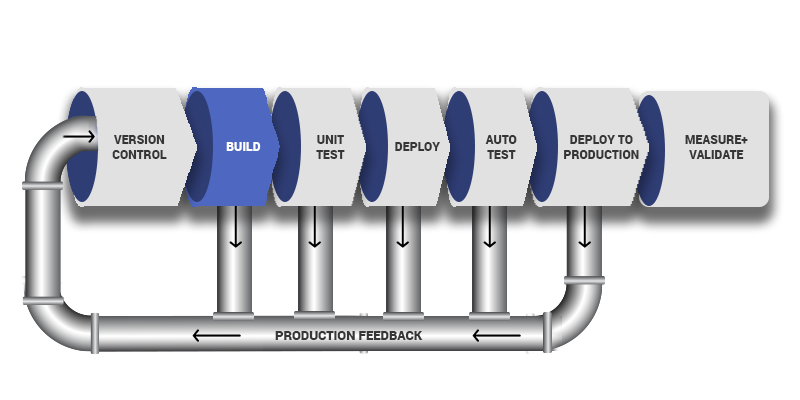 VERSION
CONTROL
BUILD
UNIT
TEST
DEPLOY
AUTO
TEST
DEPLOY TO
PRODUCTION
MEASURE+
VALIDATE
PRODUCTION FEEDBACK